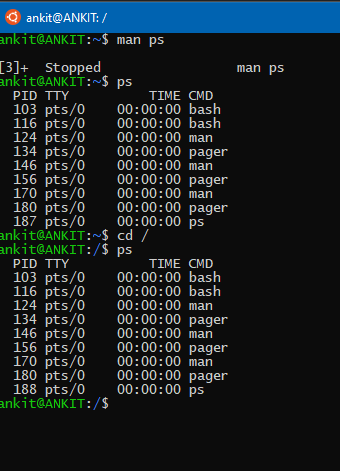 ankit@ANKIT: /
ankit@ANKIT:~$ man ps
[3]+  Stopped                 man ps
ankit@ANKIT:~$ ps
  PID TTY          TIME CMD
  103 pts/0    00:00:00 bash
  116 pts/0    00:00:00 bash
  124 pts/0    00:00:00 man
  134 pts/0    00:00:00 pager
  146 pts/0    00:00:00 man
  156 pts/0    00:00:00 pager
  170 pts/0    00:00:00 man
  180 pts/0    00:00:00 pager
  187 pts/0    00:00:00 ps
ankit@ANKIT:~$ cd /
ankit@ANKIT:/$ ps
  PID TTY          TIME CMD
  103 pts/0    00:00:00 bash
  116 pts/0    00:00:00 bash
  124 pts/0    00:00:00 man
  134 pts/0    00:00:00 pager
  146 pts/0    00:00:00 man
  156 pts/0    00:00:00 pager
  170 pts/0    00:00:00 man
  180 pts/0    00:00:00 pager
  188 pts/0    00:00:00 ps
ankit@ANKIT:/$